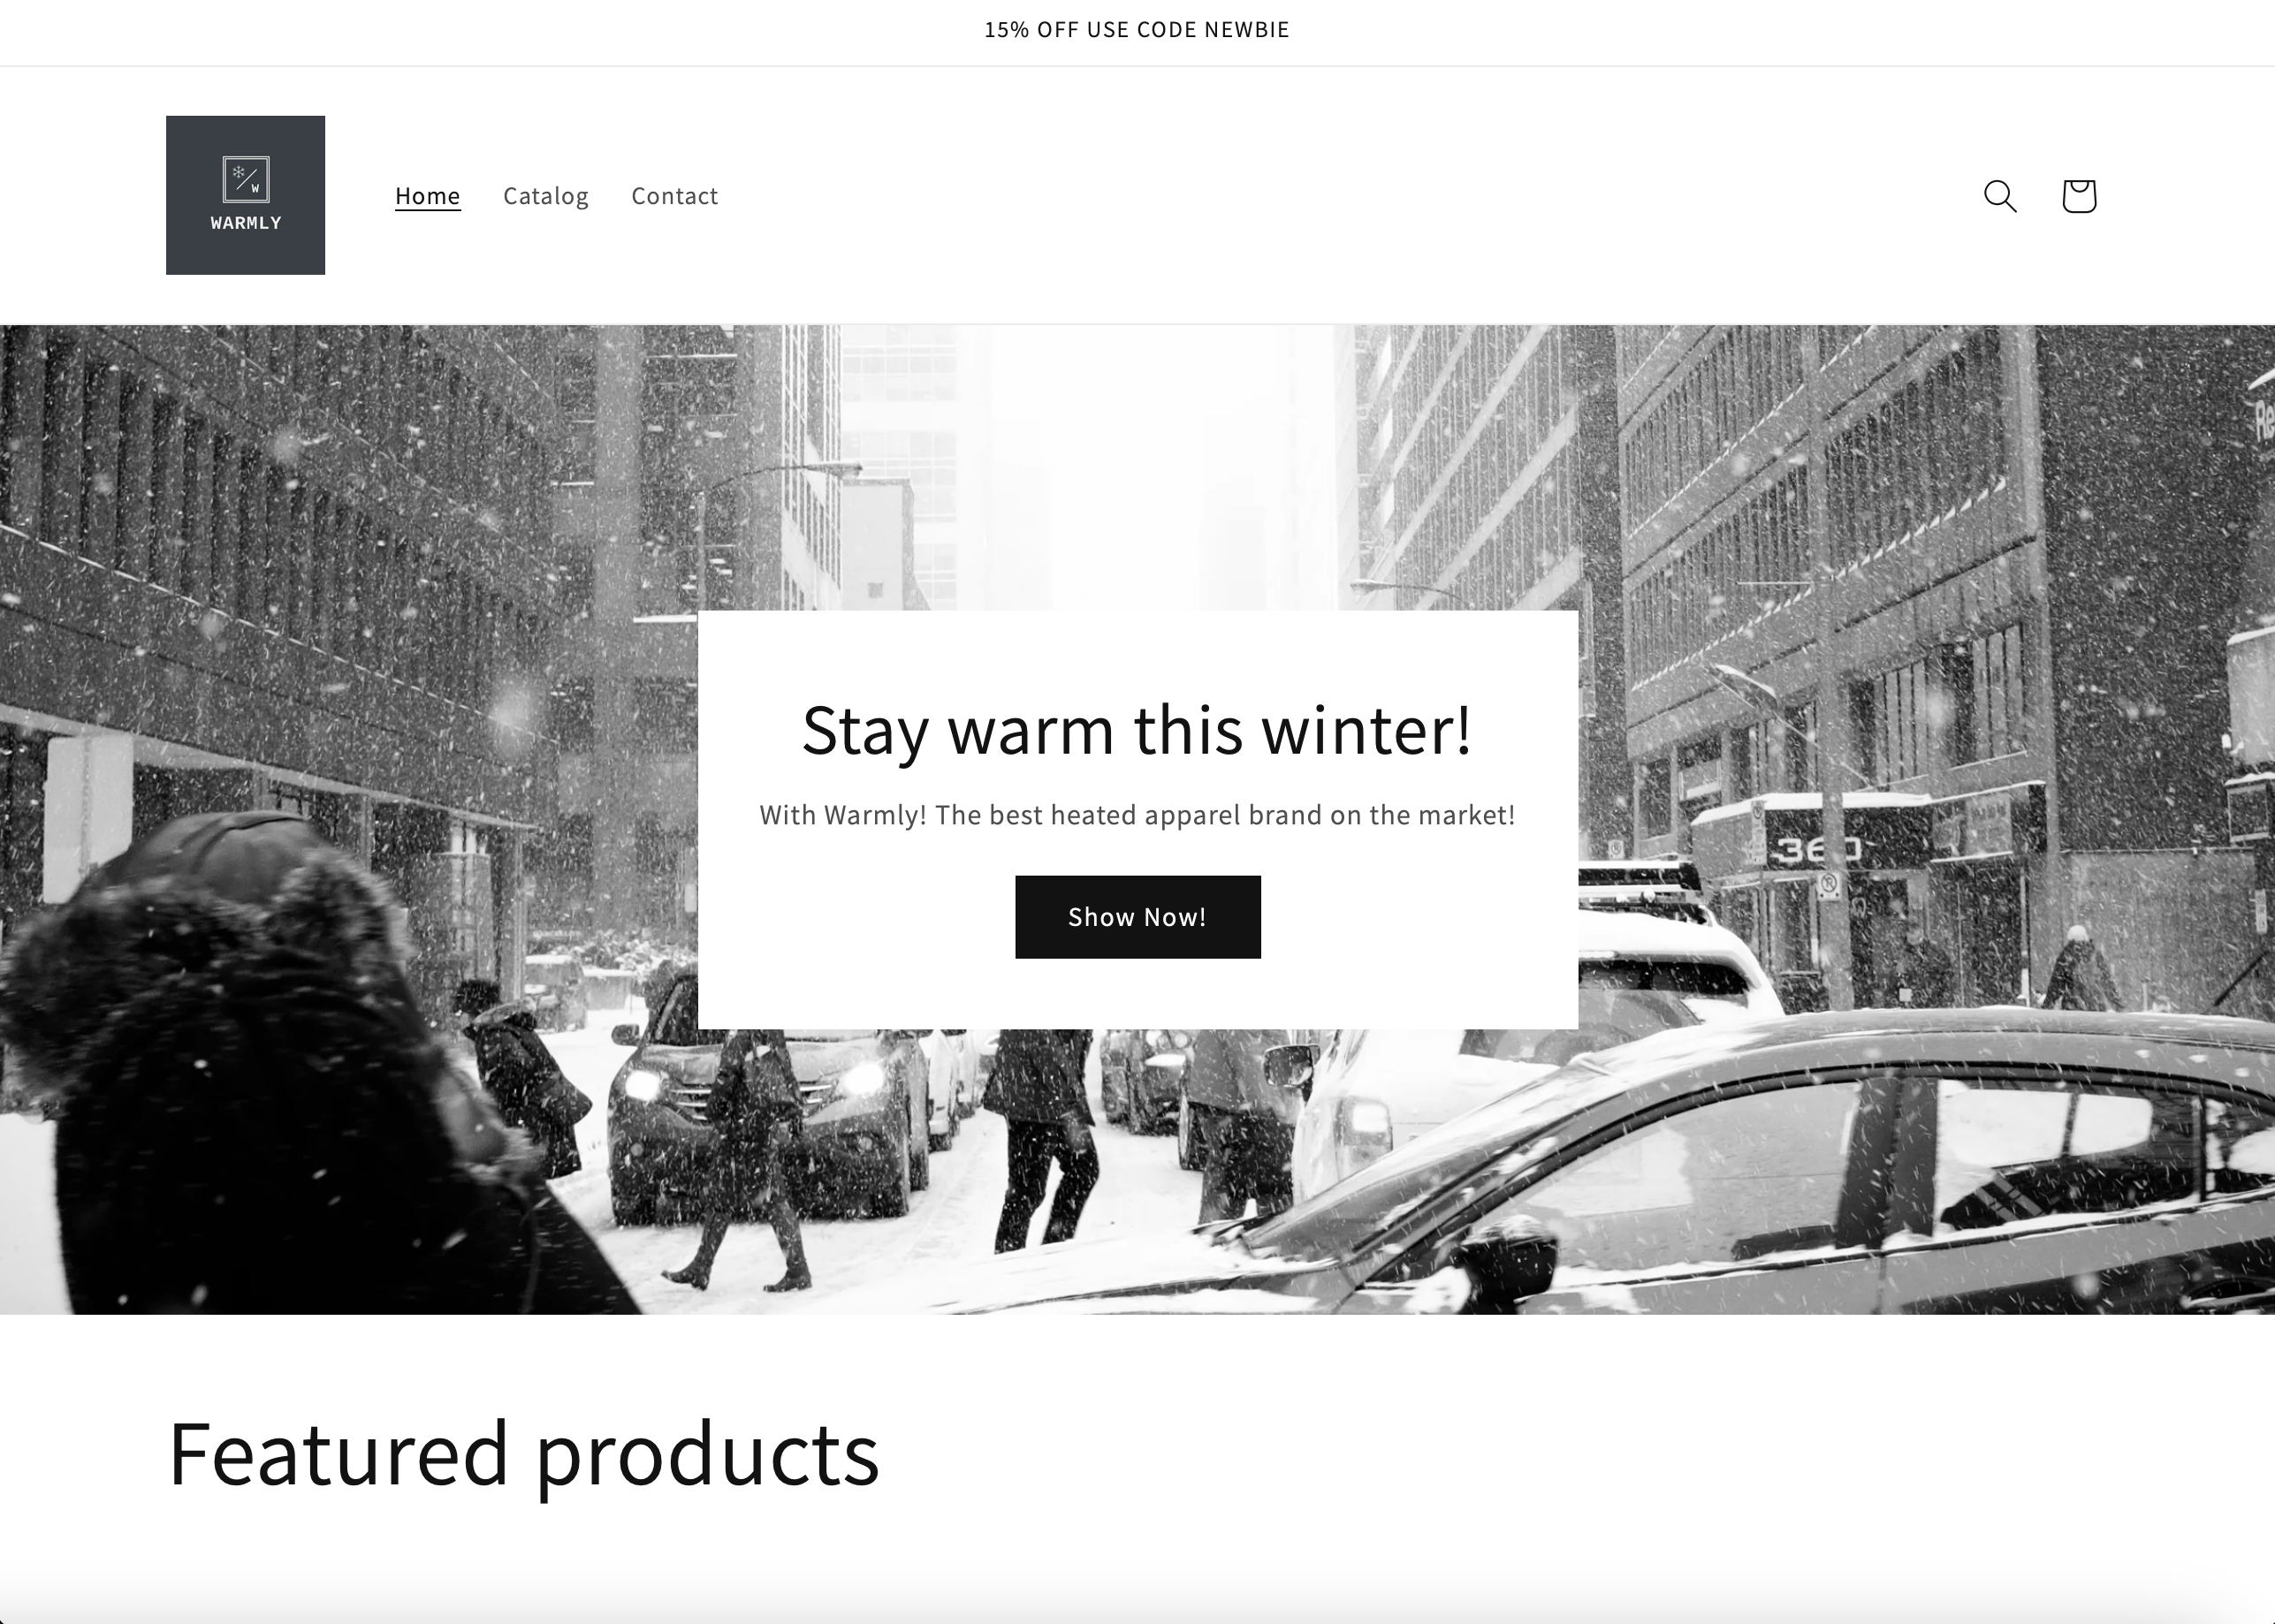 15% OFF USE CODE NEWBIE
W
WARMLY
Home Catalog Contact
Stay warm this winter!
With Warmly! The best heated apparel brand on the market!
360
Show Now!
Featured products